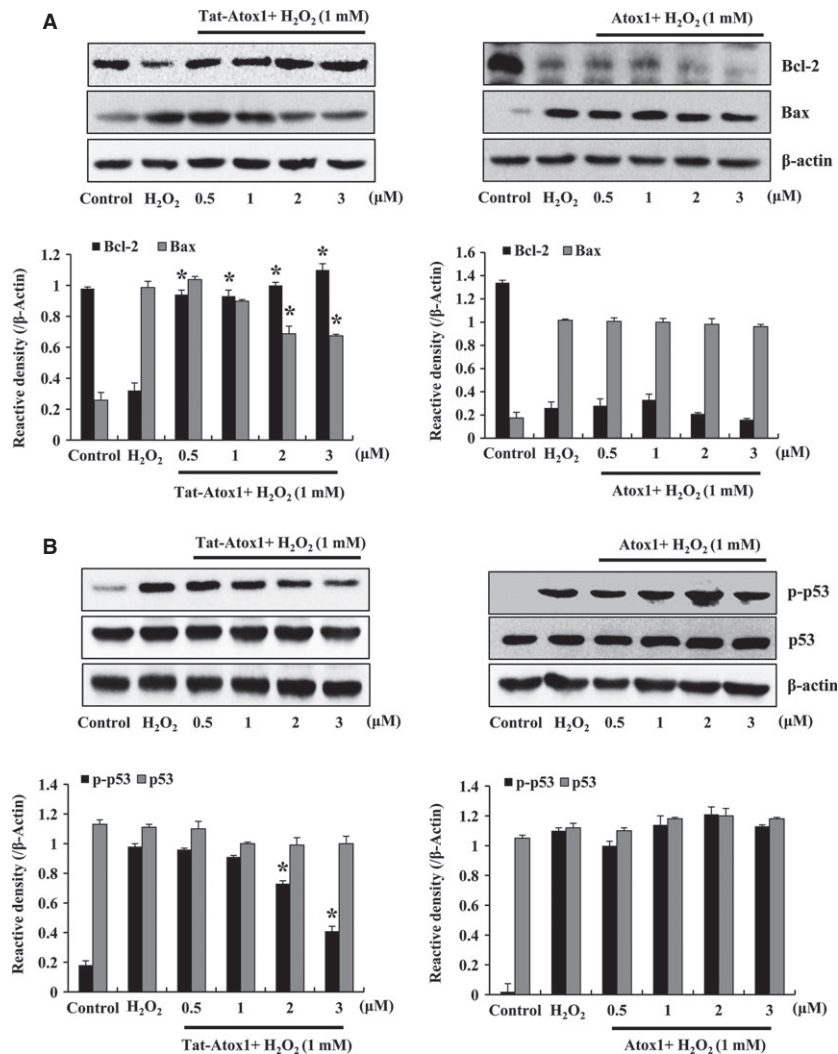 A
Tat-Atox1+ H₂O₂ (1 mM)
Control H₂O₂ 0.5 1 2 3 (μM)
Atox1+ H₂O₂ (1 mM)
Bcl-2
Bax
β-actin
Control H₂O₂ 0.5 1 2 3 (μM)
Reactive density (/β-Actin)
Bcl-2 Bax
1.2
1
0.8
0.6
0.4
0.2
0
* * * * * *
Control H₂O₂ 0.5 1 2 3 (μM)
Tat-Atox1+ H₂O₂ (1 mM)
Reactive density (/β-Actin)
Bcl-2 Bax
1.6
1.4
1.2
1
0.8
0.6
0.4
0.2
0
Control H₂O₂ 0.5 1 2 3 (μM)
Atox1+ H₂O₂ (1 mM)
B
Tat-Atox1+ H₂O₂ (1 mM)
Control H₂O₂ 0.5 1 2 3 (μM)
Atox1+ H₂O₂ (1 mM)
p-p53
p53
β-actin
Control H₂O₂ 0.5 1 2 3 (μM)
Reactive density (/β-Actin)
p-p53 p53
1.4
1.2
1
0.8
0.6
0.4
0.2
0
* *
Control H₂O₂ 0.5 1 2 3 (μM)
Tat-Atox1+ H₂O₂ (1 mM)
Reactive density (/β-Actin)
p-p53 p53
1.4
1.2
1
0.8
0.6
0.4
0.2
0
Control H₂O₂ 0.5 1 2 3 (μM)
Atox1+ H₂O₂ (1 mM)